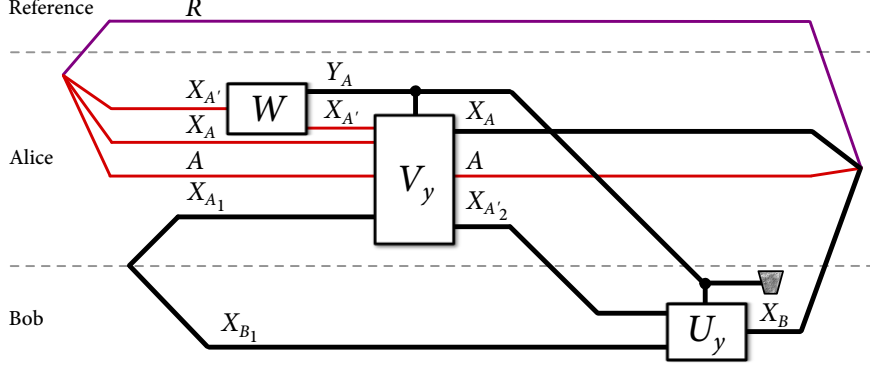 Reference R
Y_A
X_{A'} W X_{A'} X_A
X_A
Alice A V_y A
X_{A_1} X_{A'_2}
Bob X_{B_1} U_y X_B